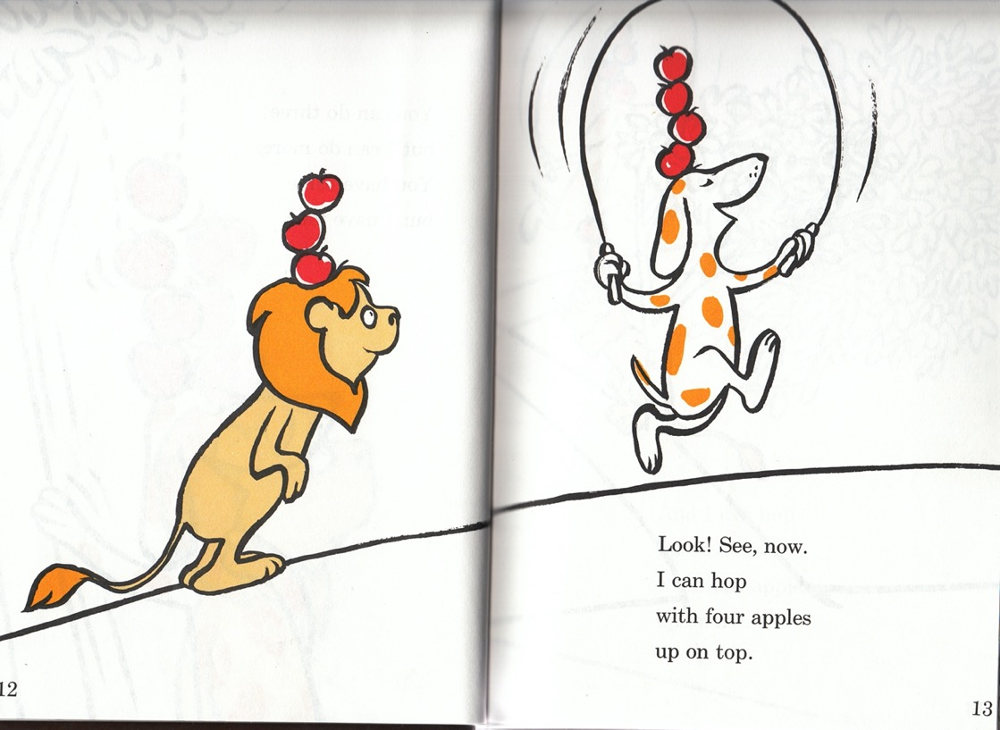 Look! See, now.
I can hop
with four apples
up on top.
12
13